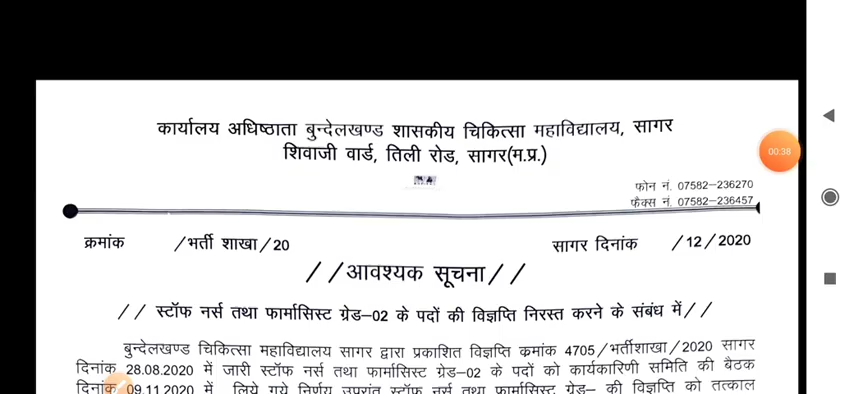 कार्यालय अधिष्ठाता बुन्देलखण्ड शासकीय चिकित्सा महाविद्यालय, सागर
शिवाजी वार्ड, तिली रोड, सागर(म.प्र.)
00:38
फोन नं. 07582–236270
फैक्स नं. 07582–236457
क्रमांक /भर्ती शाखा/20 सागर दिनांक /12/2020
//आवश्यक सूचना//
// स्टॉफ नर्स तथा फार्मासिस्ट ग्रेड–02 के पदों की विज्ञप्ति निरस्त करने के संबंध में//
बुन्देलखण्ड चिकित्सा महाविद्यालय सागर द्वारा प्रकाशित विज्ञप्ति कमांक 4705/भर्तीशाखा/2020 सागर
दिनांक 28.08.2020 में जारी स्टॉफ नर्स तथा फार्मासिस्ट ग्रेड–02 के पदों को कार्यकारिणी समिति की बैठक
दिनांक 09.11.2020 में लिये गये निर्णय उपरांत स्टॉफ नर्स तथा फार्मासिस्ट ग्रेड– की विज्ञप्ति को तत्काल